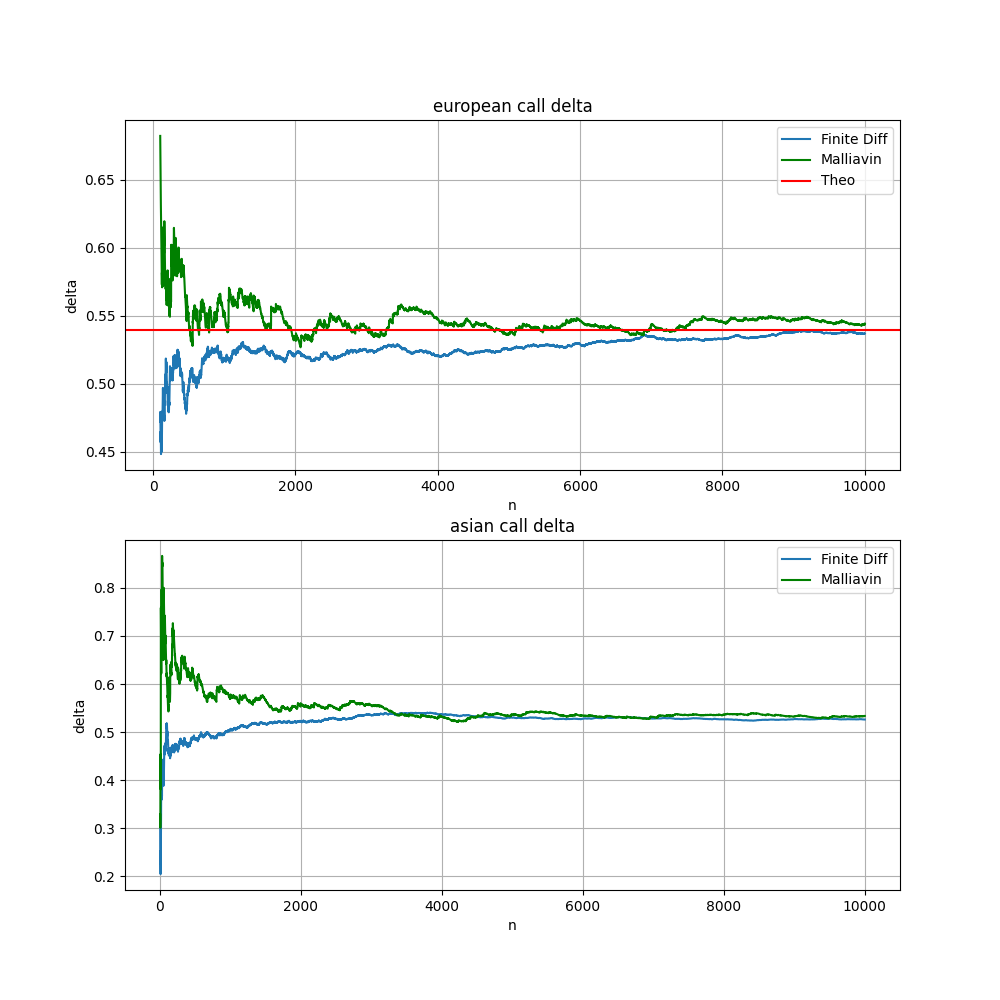 european call delta
Finite Diff
Malliavin
Theo
0.65
0.60
0.55
0.50
0.45
delta
0 2000 4000 6000 8000 10000
n
asian call delta
Finite Diff
Malliavin
0.8
0.7
0.6
0.5
0.4
0.3
0.2
delta
0 2000 4000 6000 8000 10000
n